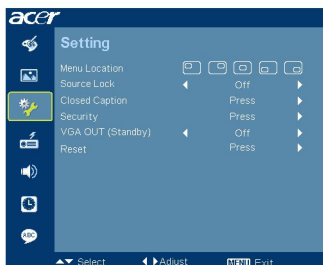 acer
Setting
Menu Location
Source Lock Off
Closed Caption Press
Security Press
VGA OUT (Standby) Off
Reset Press
ABC
Select Adjust MENU Exit